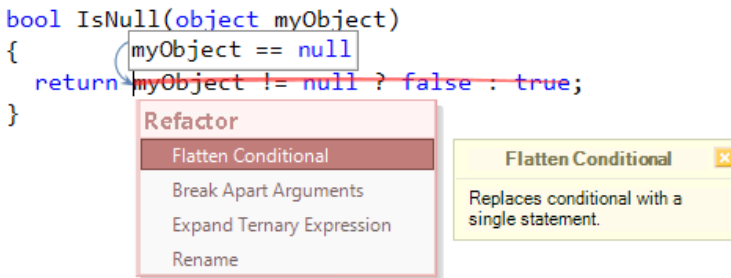 bool IsNull(object myObject)
{
myObject == null
return myObject != null ? false : true;
}
Refactor
Flatten Conditional
Break Apart Arguments
Expand Ternary Expression
Rename
Flatten Conditional
Replaces conditional with a
single statement.